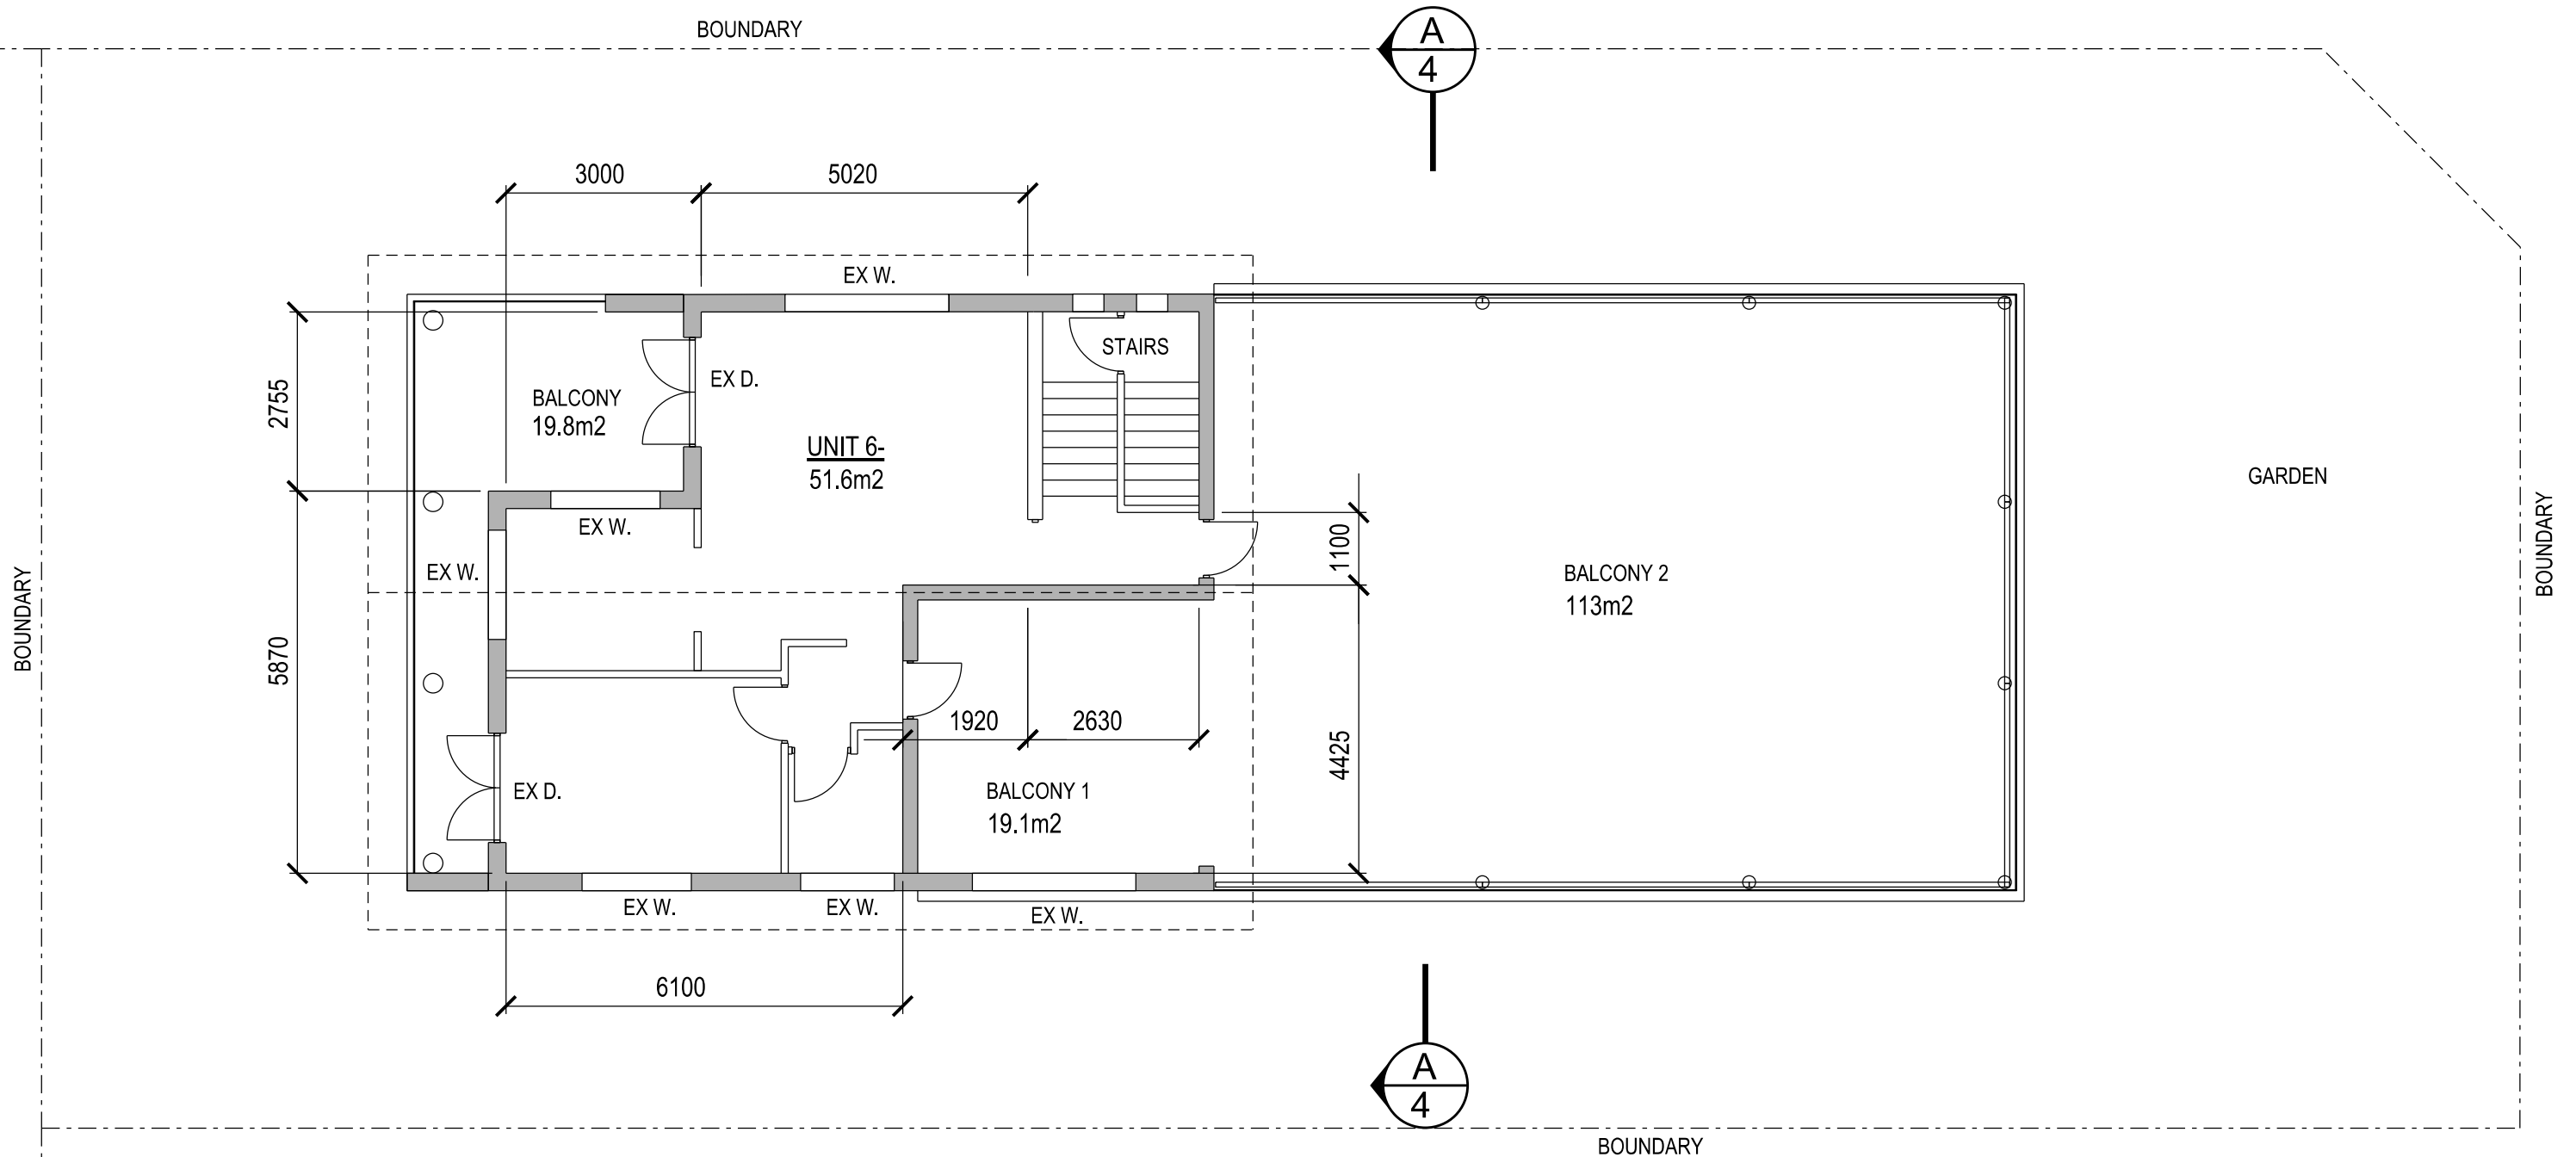 BOUNDARY
A
4
3000
5020
EX W.
STAIRS
EX D.
BALCONY
19.8m2
2755
UNIT 6-
51.6m2
GARDEN
BOUNDARY
EX W.
EX W.
1100
BALCONY 2
113m2
BOUNDARY
5870
1920
2630
4425
EX D.
BALCONY 1
19.1m2
EX W.
EX W.
EX W.
6100
A
4
BOUNDARY